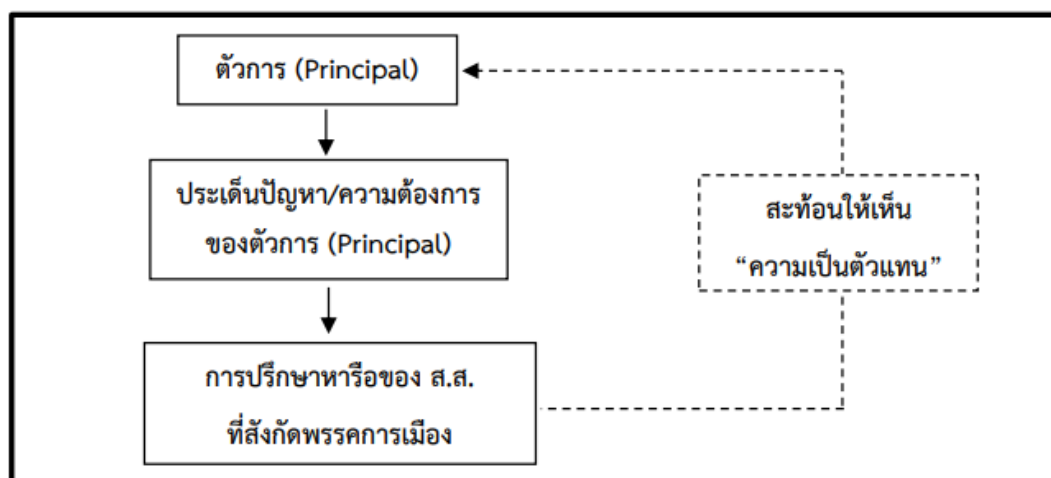 ตัวการ (Principal)
ประเด็นปัญหา/ความต้องการ
ของตัวการ (Principal)
การปรึกษาหารือของ ส.ส.
ที่สังกัดพรรคการเมือง
สะท้อนให้เห็น
“ความเป็นตัวแทน”